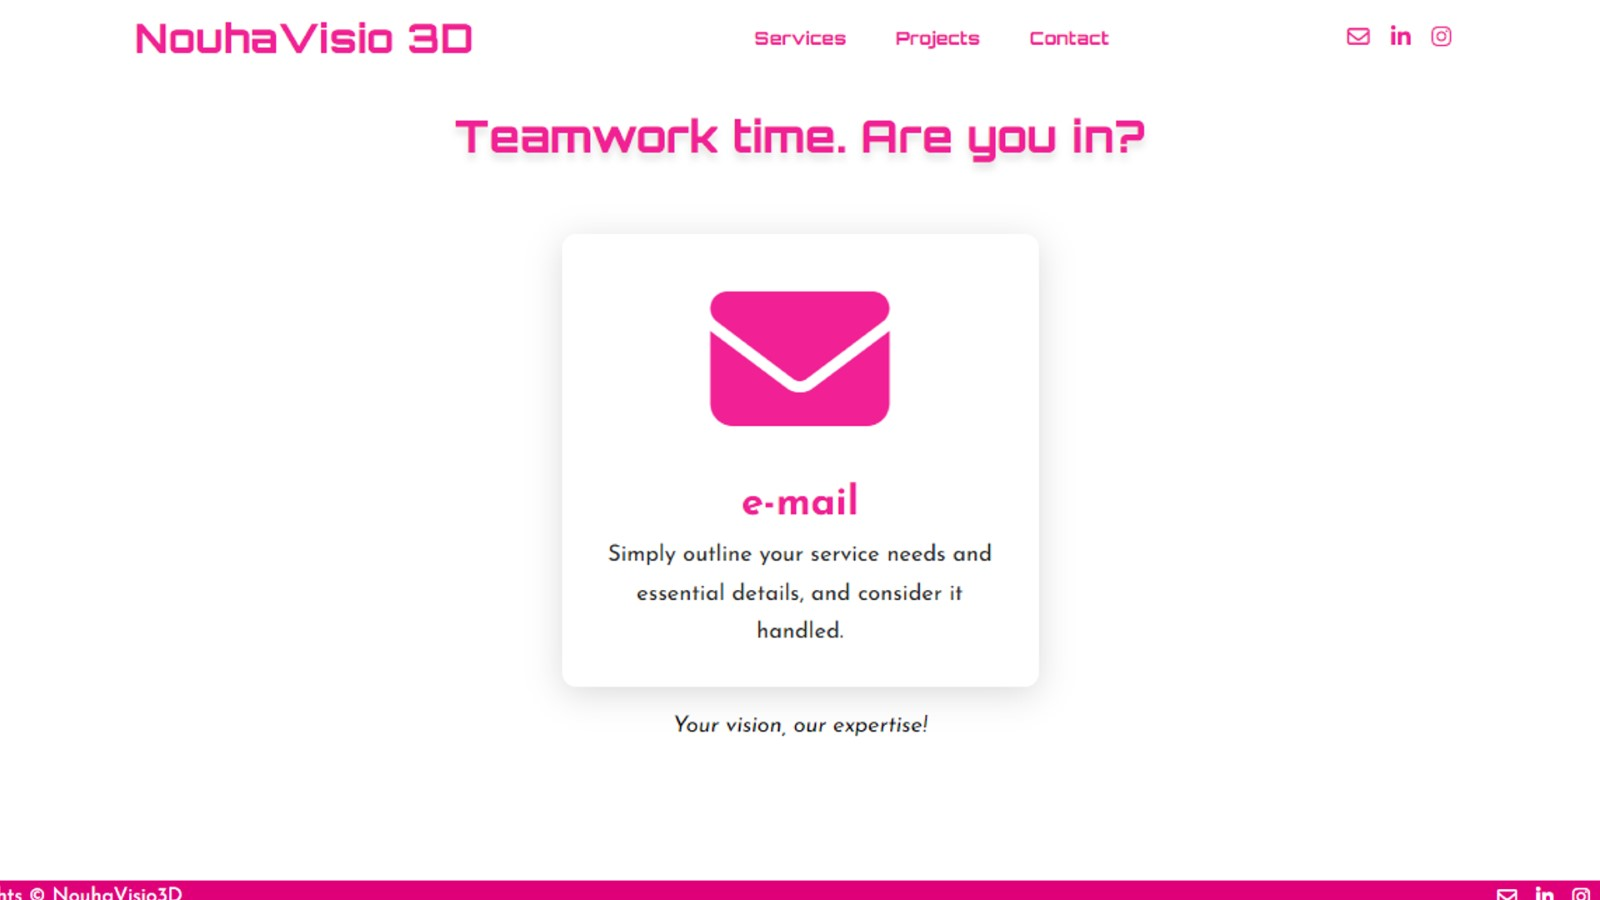 NouhaVisio 3D
Services Projects Contact
Teamwork time. Are you in?
e-mail
Simply outline your service needs and
essential details, and consider it
handled.
Your vision, our expertise!
© NouhaVisio3D